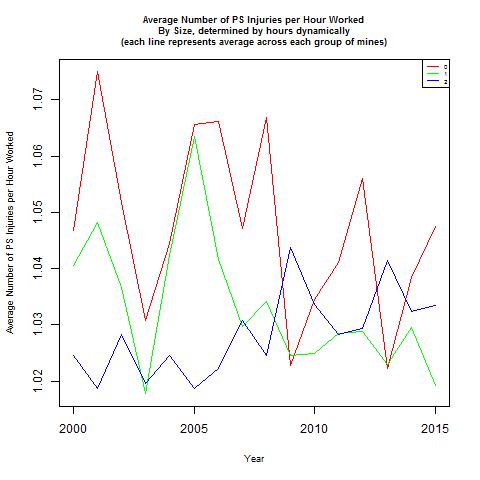 Average Number of PS Injuries per Hour Worked
By Size, determined by hours dynamically
(each line represents average across each group of mines)
0
1
2
Average Number of PS Injuries per Hour Worked
1.07
1.06
1.05
1.04
1.03
1.02
2000 2005 2010 2015
Year